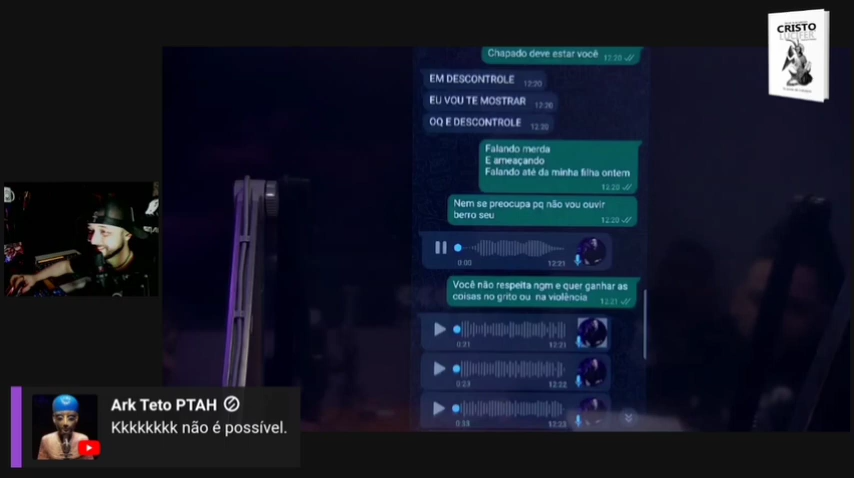 CRISTO
LUCIFER
Chapado deve estar você 12:20
EM DESCONTROLE 12:20
EU VOU TE MOSTRAR 12:20
OQ E DESCONTROLE 12:20
Falando merda
E ameaçando
Falando até da minha filha ontem
12:20
Nem se preocupa pq não vou ouvir
berro seu 12:20
0:00 12:21
Você não respeita ngm e quer ganhar as
coisas no grito ou na violência 12:21
0:21 12:21
0:23 12:22
12:23
Ark Teto PTAH
Kkkkkkkk não é possível.